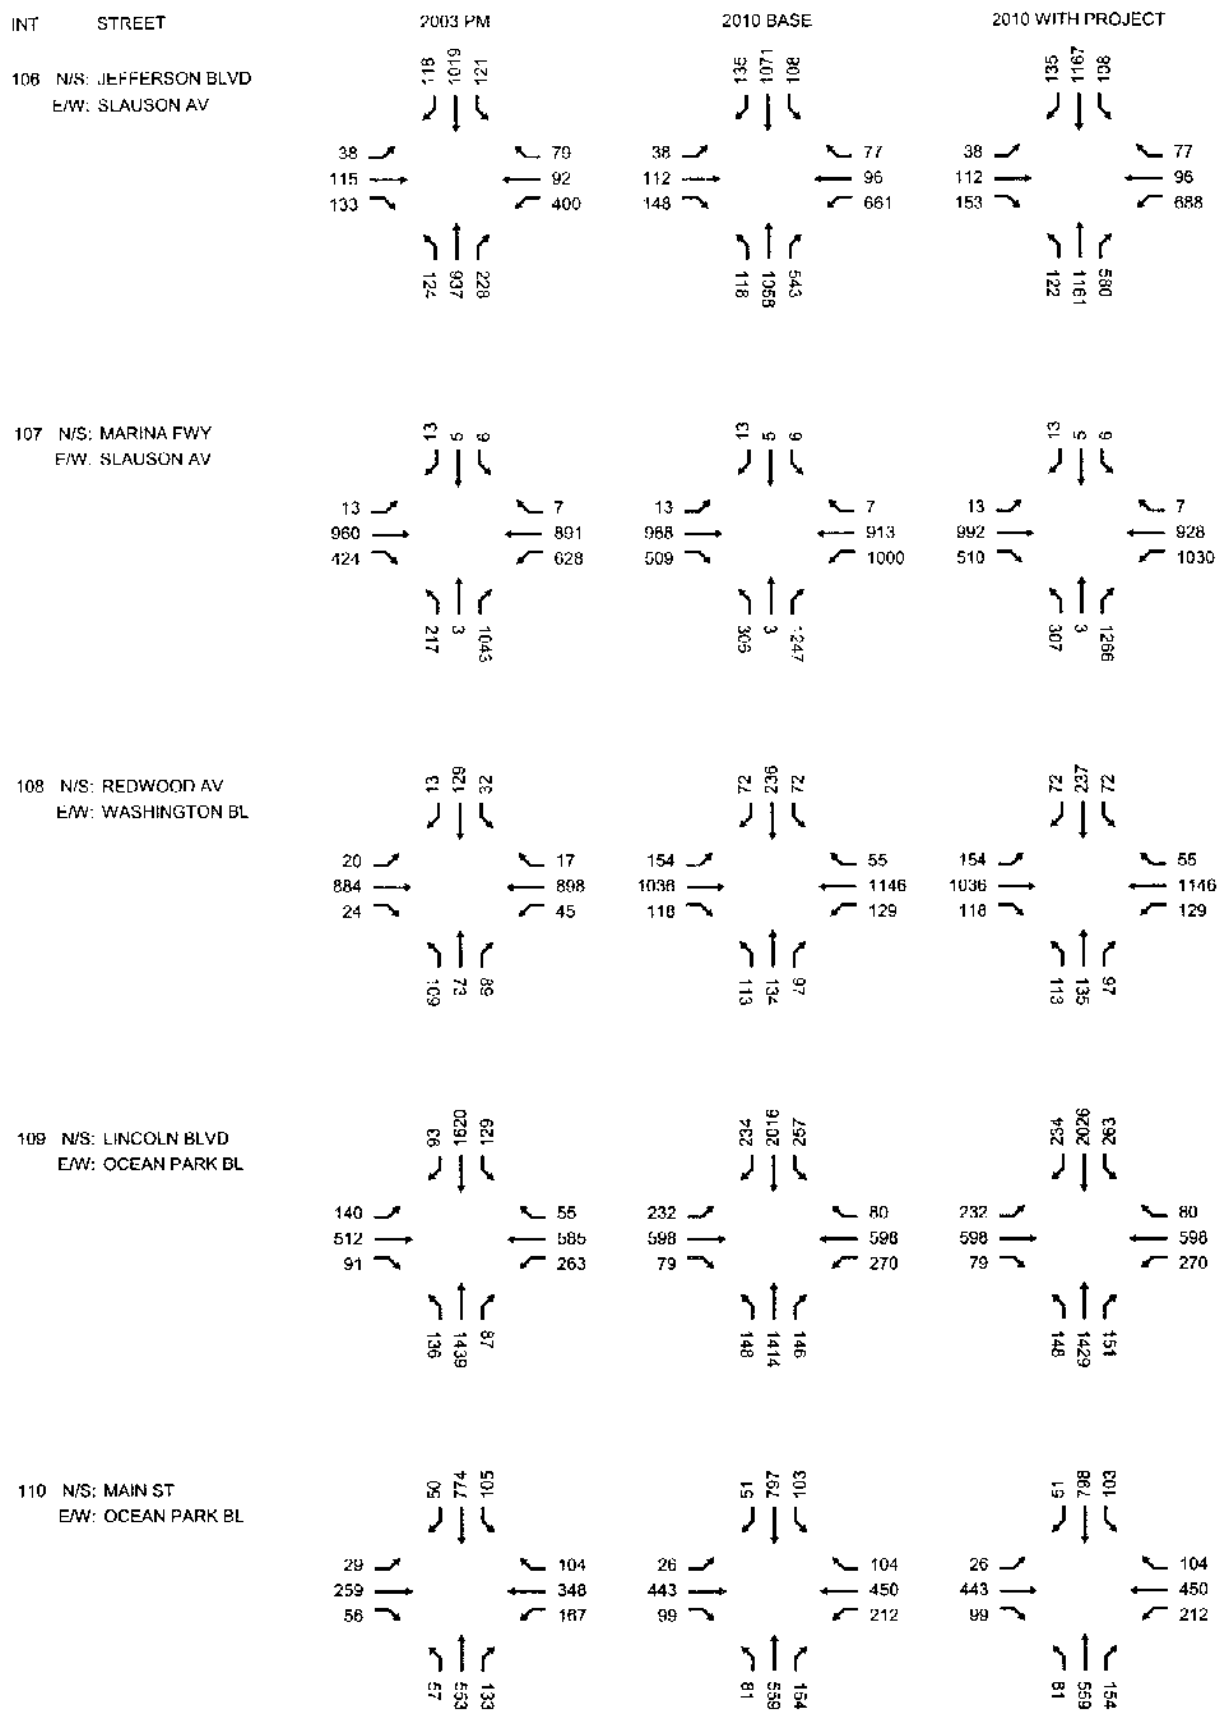 INT STREET 2003 PM 2010 BASE 2010 WITH PROJECT
118 1019 121 135 1071 108 135 1167 108
106 N/S: JEFFERSON BLVD
E/W: SLAUSON AV
38 79 38 77 38 77
115 92 112 96 112 96
133 400 148 661 153 688
124 937 228 118 1058 543 122 1161 580
13 5 6 13 5 6 13 5 6
107 N/S: MARINA FWY
E/W: SLAUSON AV
13 7 13 7 13 7
960 891 988 913 992 928
424 628 509 1000 510 1030
217 3 1043 306 3 1247 307 3 1266
13 129 32 72 236 72 72 237 72
108 N/S: REDWOOD AV
E/W: WASHINGTON BL
20 17 154 55 154 55
884 898 1036 1146 1036 1146
24 45 118 129 118 129
109 73 113 134 97 113 135 97
93 1620 129 234 2016 257 234 2026 263
109 N/S: LINCOLN BLVD
E/W: OCEAN PARK BL
140 55 232 80 232 80
512 585 598 598 598 598
91 263 79 270 79 270
136 1439 87 148 1414 146 148 1429 151
50 774 105 51 103 51 103
110 N/S: MAIN ST
E/W: OCEAN PARK BL
29 104 26 104 26 104
259 348 443 450 443 450
56 167 99 212 99 212
57 553 133 81 559 154 81 559 154